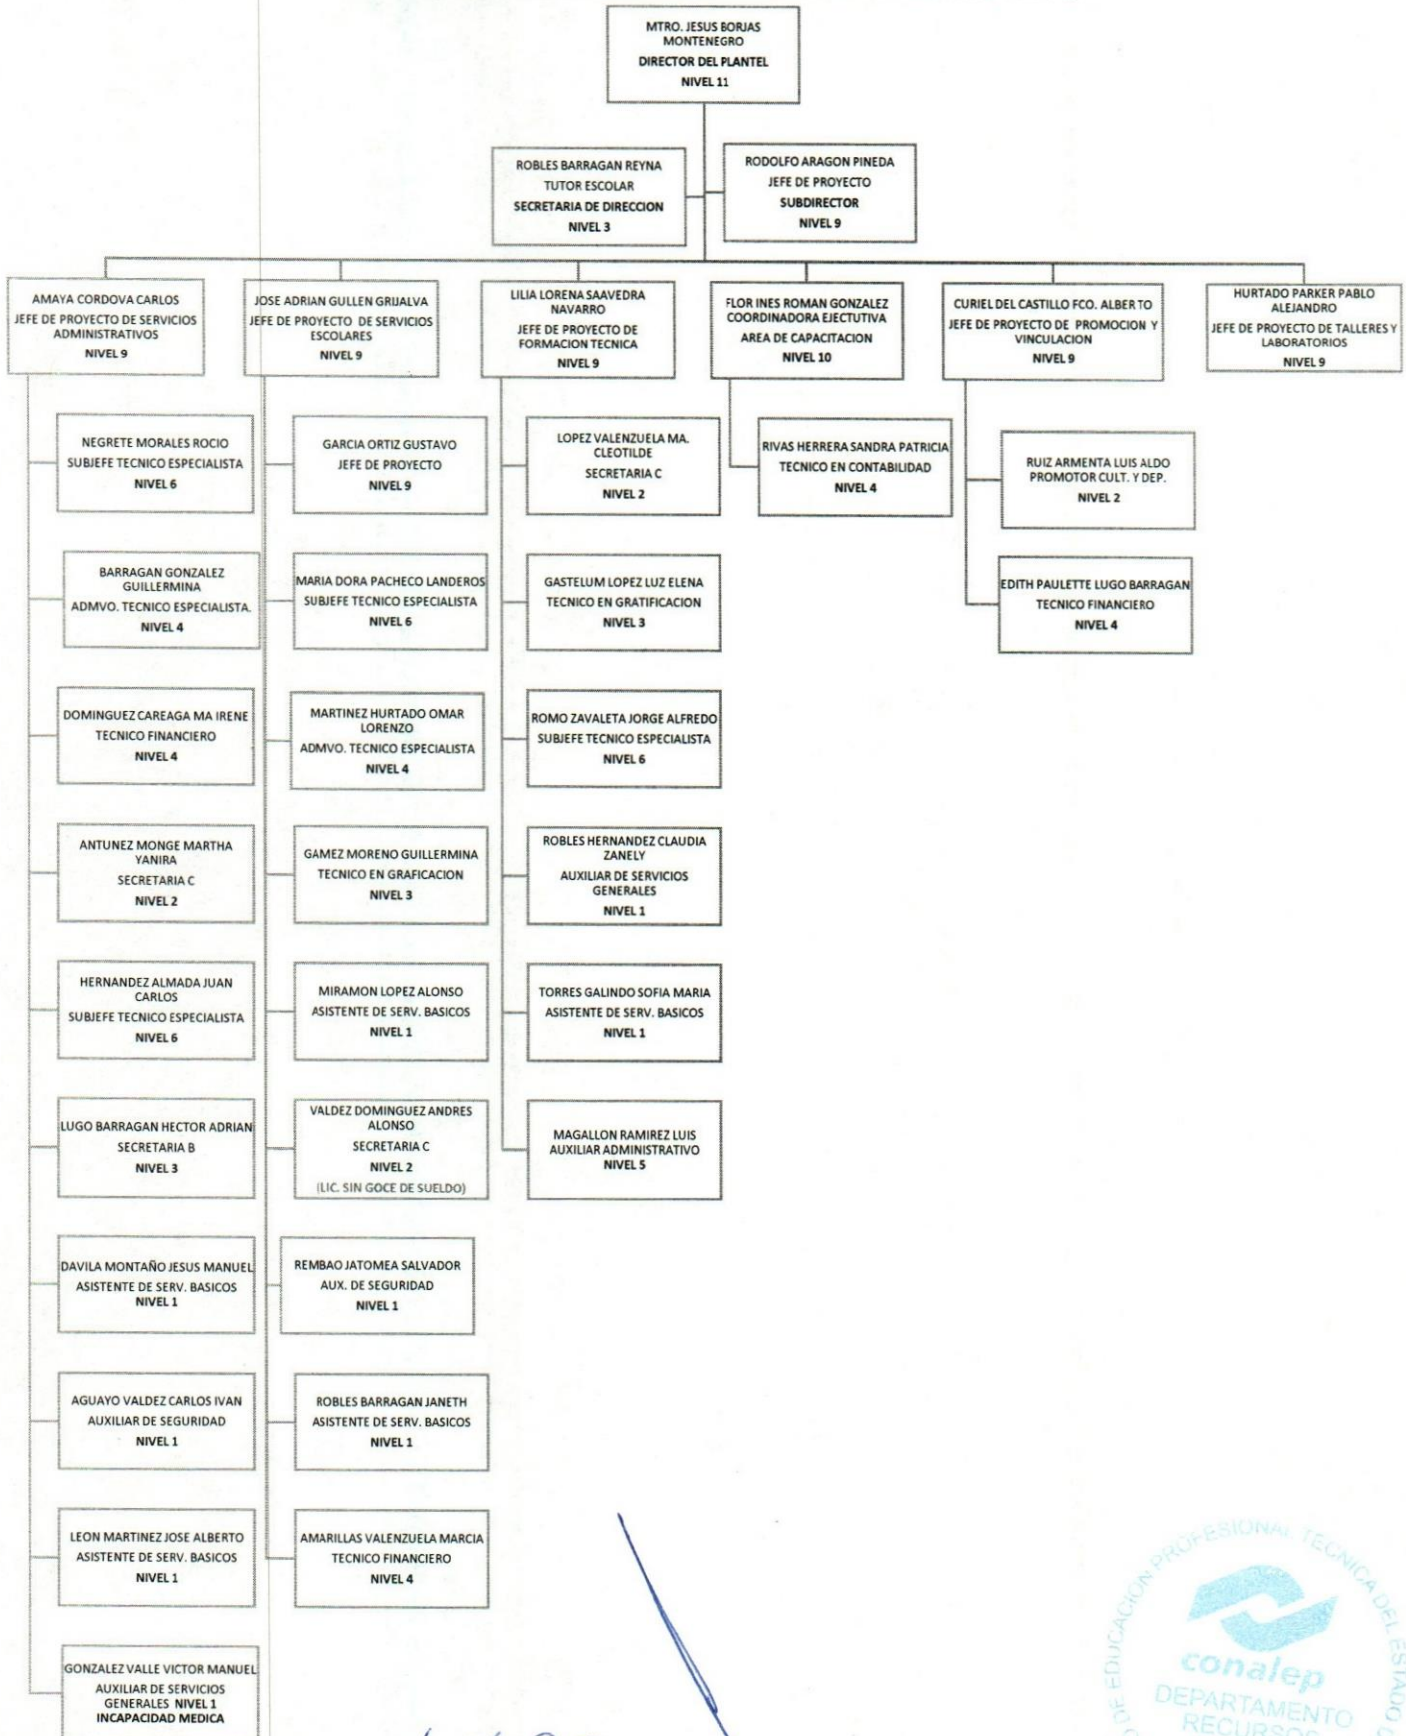 MTRO. JESUS BORJAS
MONTENEGRO
DIRECTOR DEL PLANTEL
NIVEL 11
ROBLES BARRAGAN REYNA
TUTOR ESCOLAR
SECRETARIA DE DIRECCION
NIVEL 3
RODOLFO ARAGON PINEDA
JEFE DE PROYECTO
SUBDIRECTOR
NIVEL 9
AMAYA CORDOVA CARLOS
JEFE DE PROYECTO DE SERVICIOS
ADMINISTRATIVOS
NIVEL 9
JOSE ADRIAN GULLEN GRIJALVA
JEFE DE PROYECTO DE SERVICIOS
ESCOLARES
NIVEL 9
LILIA LORENA SAAVEDRA
NAVARRO
JEFE DE PROYECTO DE
FORMACION TECNICA
NIVEL 9
FLOR INES ROMAN GONZALEZ
COORDINADORA EJECTUTIVA
AREA DE CAPACITACION
NIVEL 10
CURIEL DEL CASTILLO FCO. ALBERTO
JEFE DE PROYECTO DE PROMOCION Y
VINCULACION
NIVEL 9
HURTADO PARKER PABLO
ALEJANDRO
JEFE DE PROYECTO DE TALLERES Y
LABORATORIOS
NIVEL 9
NEGRETE MORALES ROCIO
SUBJEFE TECNICO ESPECIALISTA
NIVEL 6
BARRAGAN GONZALEZ
GUILLERMINA
ADMVO. TECNICO ESPECIALISTA.
NIVEL 4
DOMINGUEZ CAREAGA MA IRENE
TECNICO FINANCIERO
NIVEL 4
ANTUNEZ MONGE MARTHA
YANIRA
SECRETARIA C
NIVEL 2
HERNANDEZ ALMADA JUAN
CARLOS
SUBJEFE TECNICO ESPECIALISTA
NIVEL 6
LUGO BARRAGAN HECTOR ADRIAN
SECRETARIA B
NIVEL 3
DAVILA MONTAÑO JESUS MANUEL
ASISTENTE DE SERV. BASICOS
NIVEL 1
AGUAYO VALDEZ CARLOS IVAN
AUXILIAR DE SEGURIDAD
NIVEL 1
LEON MARTINEZ JOSE ALBERTO
ASISTENTE DE SERV. BASICOS
NIVEL 1
GONZALEZ VALLE VICTOR MANUEL
AUXILIAR DE SERVICIOS
GENERALES NIVEL 1
INCAPACIDAD MEDICA
GARCIA ORTIZ GUSTAVO
JEFE DE PROYECTO
NIVEL 9
MARIA DORA PACHECO LANDEROS
SUBJEFE TECNICO ESPECIALISTA
NIVEL 6
MARTINEZ HURTADO OMAR
LORENZO
ADMVO. TECNICO ESPECIALISTA
NIVEL 4
GAMEZ MORENO GUILLERMINA
TECNICO EN GRAFICACION
NIVEL 3
MIRAMON LOPEZ ALONSO
ASISTENTE DE SERV. BASICOS
NIVEL 1
VALDEZ DOMINGUEZ ANDRES
ALONSO
SECRETARIA C
NIVEL 2
(LIC. SIN GOCE DE SUELDO)
REMBAO JATOMEA SALVADOR
AUX. DE SEGURIDAD
NIVEL 1
ROBLES BARRAGAN JANETH
ASISTENTE DE SERV. BASICOS
NIVEL 1
AMARILLAS VALENZUELA MARCIA
TECNICO FINANCIERO
NIVEL 4
LOPEZ VALENZUELA MA.
CLEOTILDE
SECRETARIA C
NIVEL 2
GASTELUM LOPEZ LUZ ELENA
TECNICO EN GRATIFICACION
NIVEL 3
ROMO ZAVALETA JORGE ALFREDO
SUBJEFE TECNICO ESPECIALISTA
NIVEL 6
ROBLES HERNANDEZ CLAUDIA
ZANELY
AUXILIAR DE SERVICIOS
GENERALES
NIVEL 1
TORRES GALINDO SOFIA MARIA
ASISTENTE DE SERV. BASICOS
NIVEL 1
MAGALLON RAMIREZ LUIS
AUXILIAR ADMINISTRATIVO
NIVEL 5
RIVAS HERRERA SANDRA PATRICIA
TECNICO EN CONTABILIDAD
NIVEL 4
RUIZ ARMENTA LUIS ALDO
PROMOTOR CULT. Y DEP.
NIVEL 2
EDITH PAULETTE LUGO BARRAGAN
TECNICO FINANCIERO
NIVEL 4
DE EDUCACION PROFESIONAL TECNICA DEL ESTADO
conalep
DEPARTAMENTO
RECURSOS